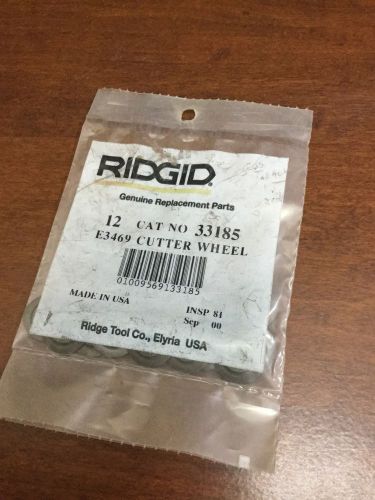 RIDGID
Genuine Replacement Parts
12 CAT NO 33185
E3469 CUTTER WHEEL
01009569133185
MADE IN USA
INSP 84
Sep 00
Ridge Tool Co., Elyria USA